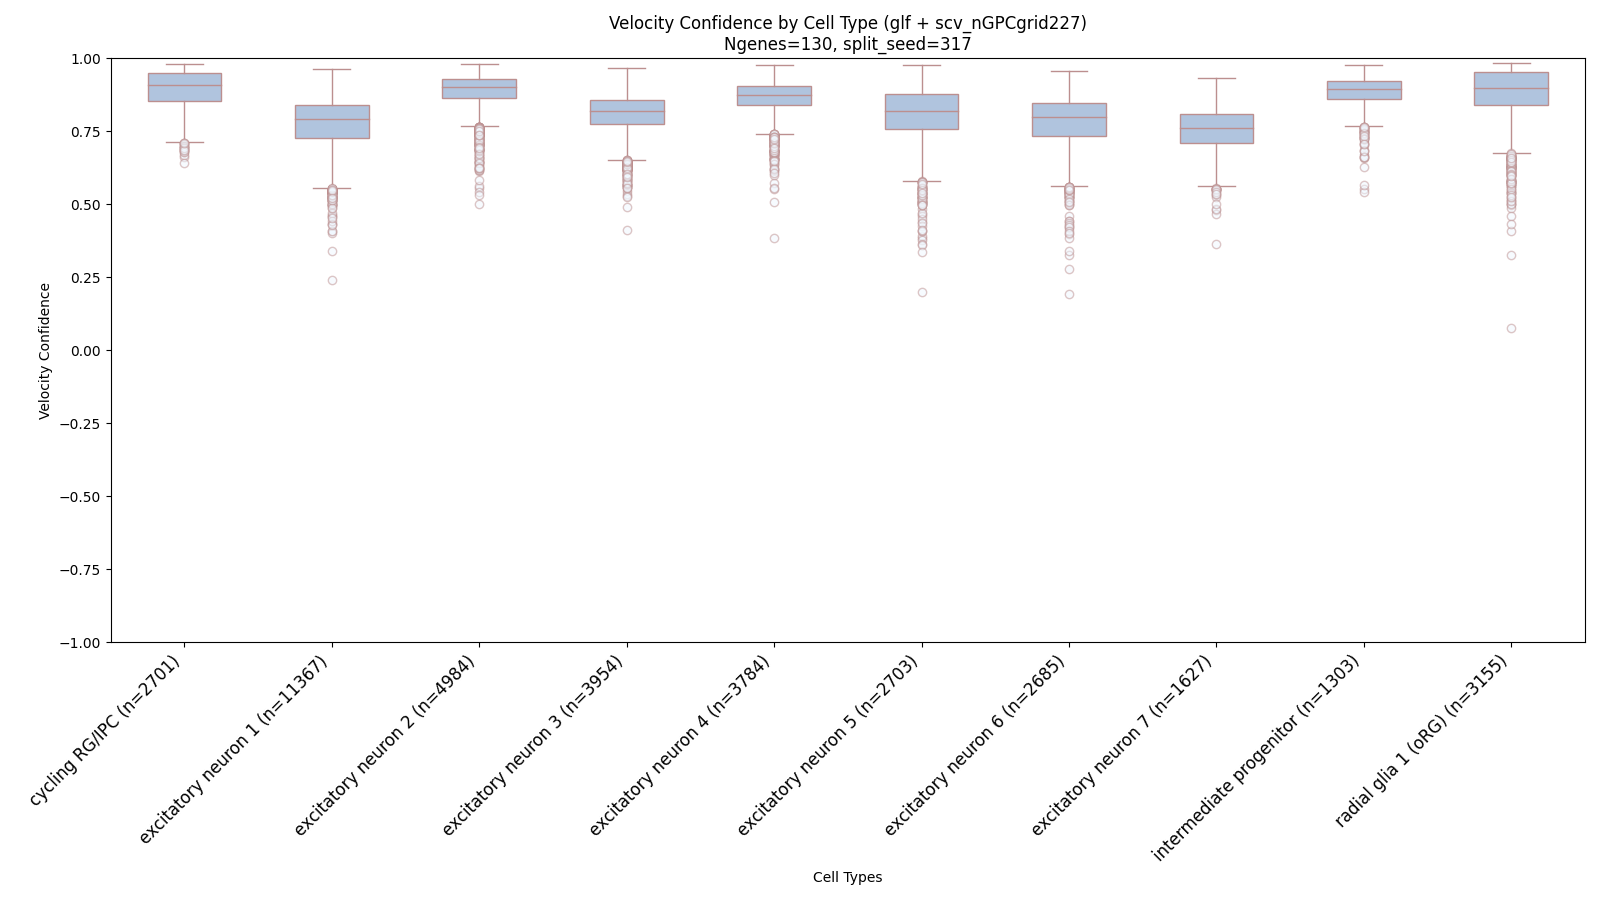 Velocity Confidence by Cell Type (glf + scv_nGPCgrid227)
Ngenes=130, split_seed=317
Velocity Confidence
1.00
0.75
0.50
0.25
0.00
−0.25
−0.50
−0.75
−1.00
cycling RG/IPC (n=2701)
excitatory neuron 1 (n=11367)
excitatory neuron 2 (n=4984)
excitatory neuron 3 (n=3954)
excitatory neuron 4 (n=3784)
excitatory neuron 5 (n=2703)
excitatory neuron 6 (n=2685)
excitatory neuron 7 (n=1627)
intermediate progenitor (n=1303)
radial glia 1 (oRG) (n=3155)
Cell Types